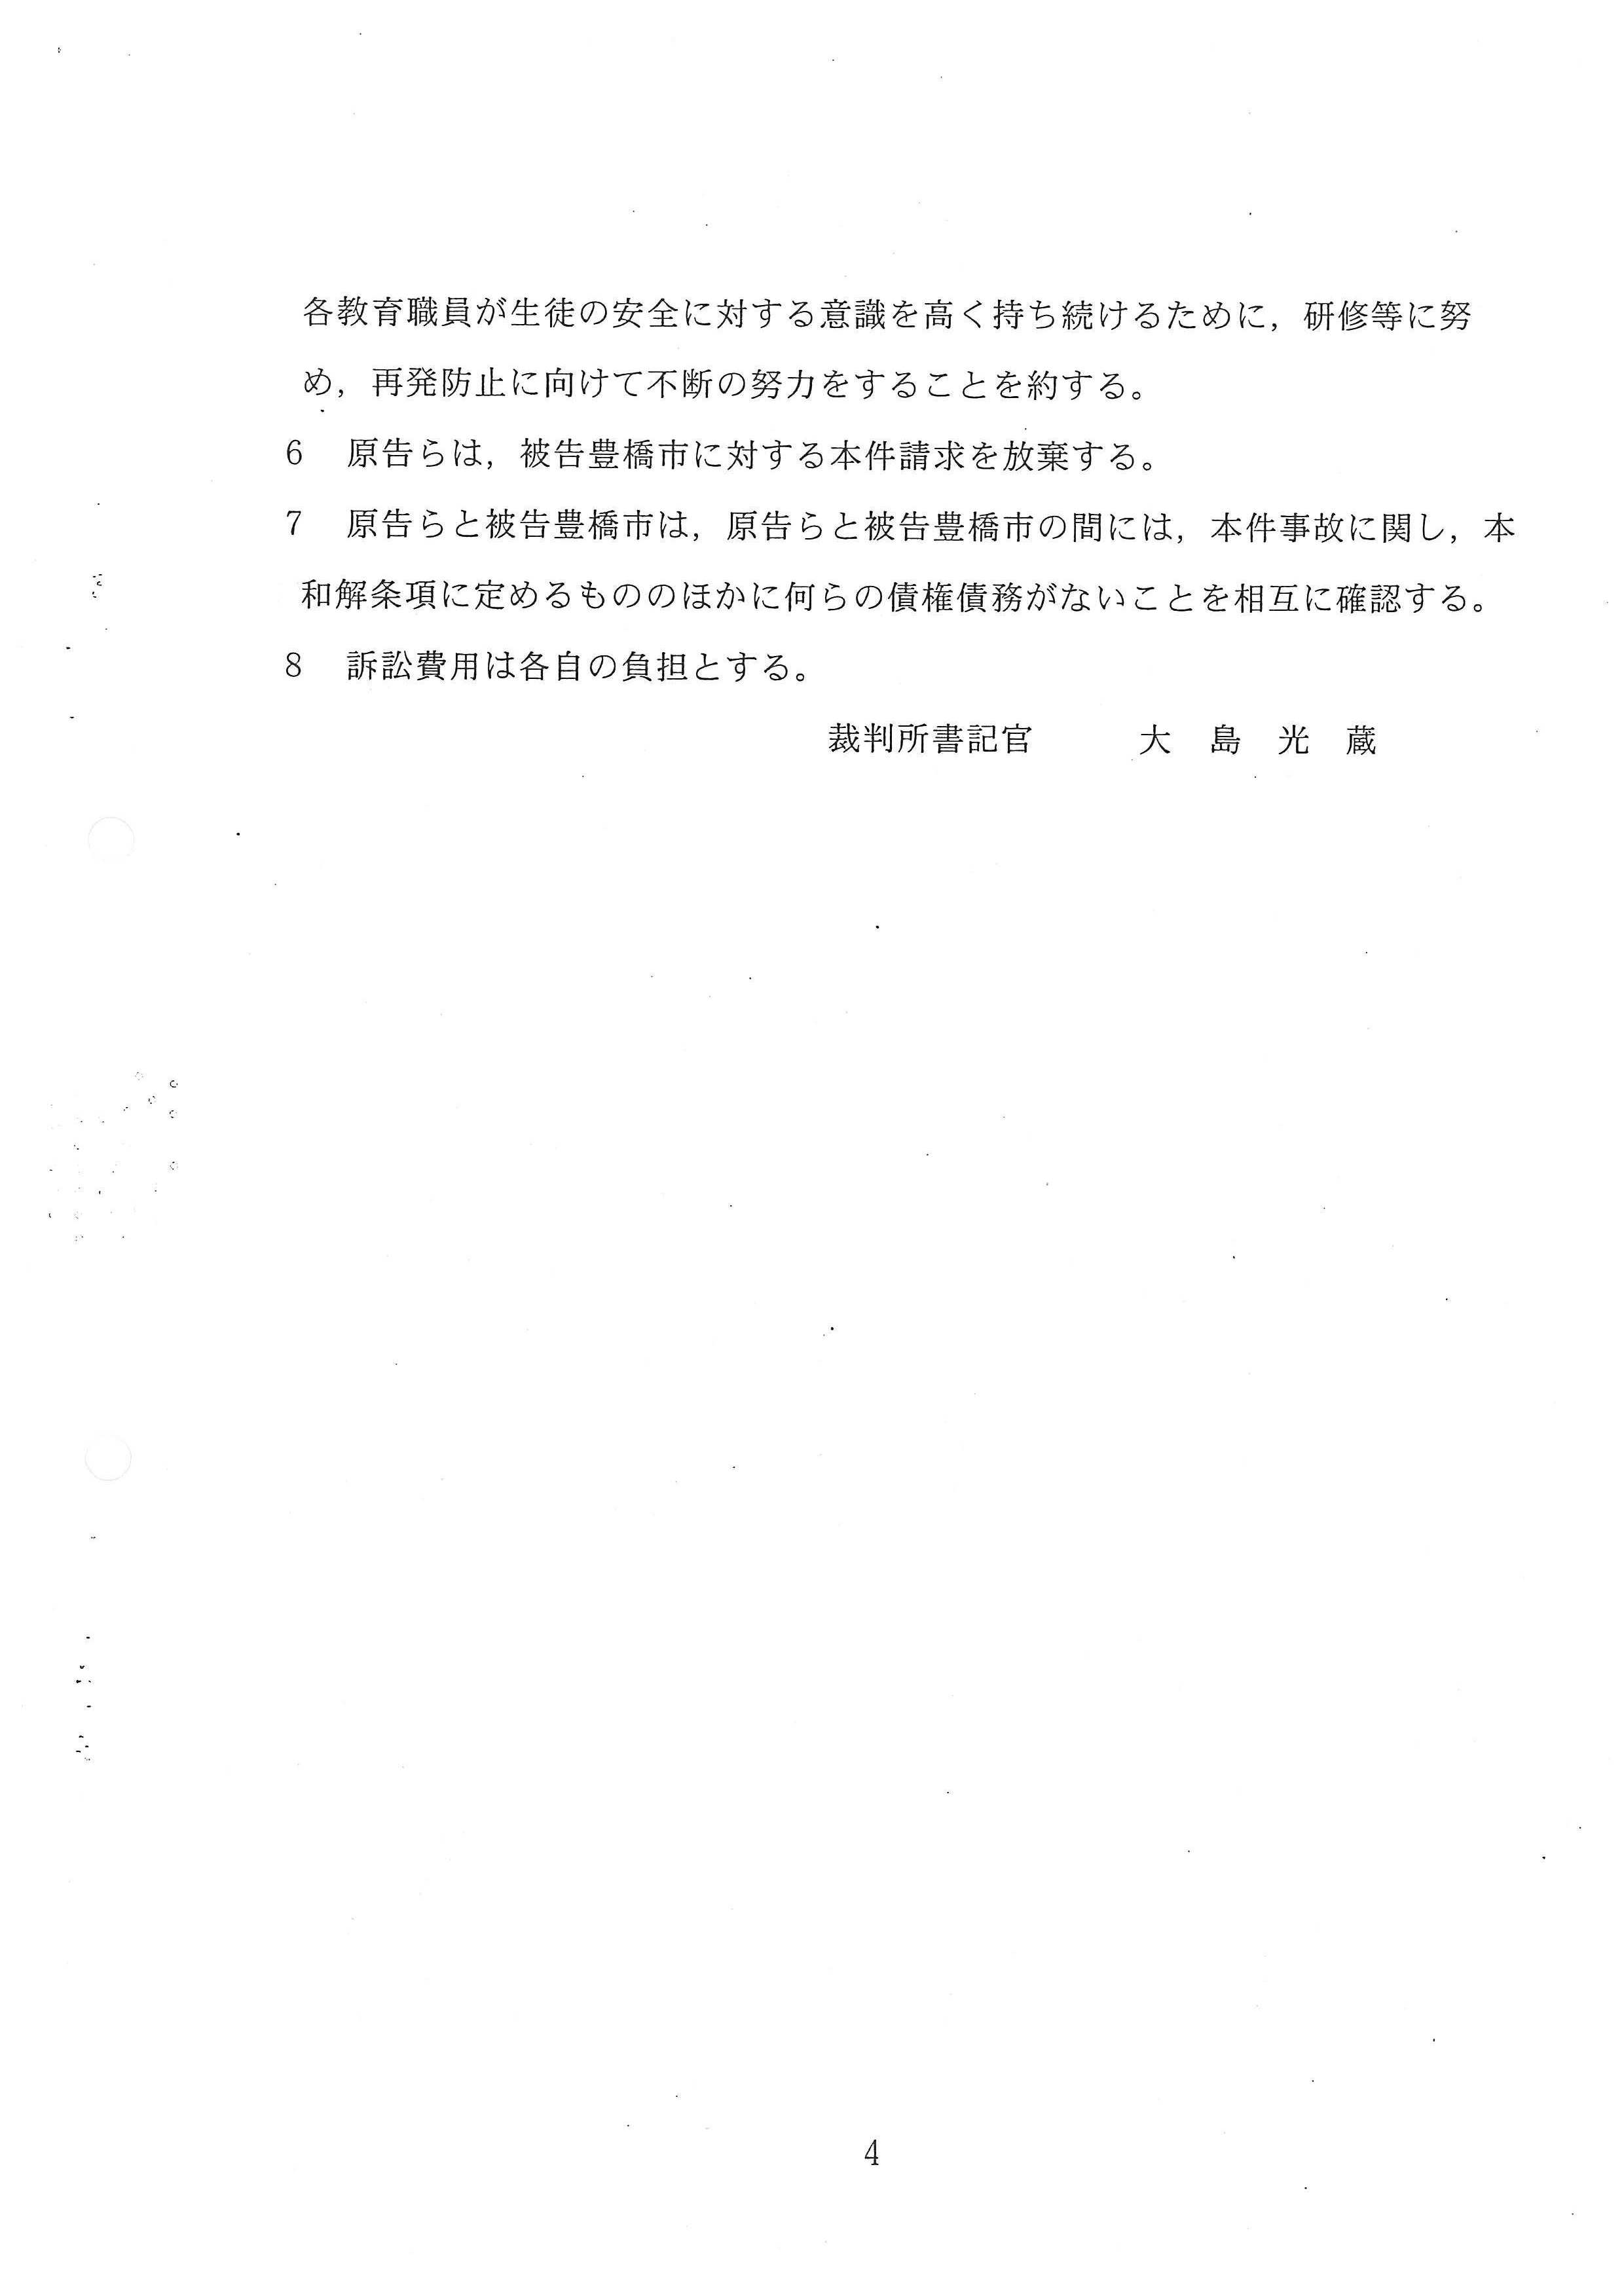 各教育職員が生徒の安全に対する意識を高く持ち続けるために，研修等に努
め，再発防止に向けて不断の努力をすることを約する。
6　原告らは，被告豊橋市に対する本件請求を放棄する。
7　原告らと被告豊橋市は，原告らと被告豊橋市の間には，本件事故に関し，本
和解条項に定めるもののほかに何らの債権債務がないことを相互に確認する。
8　訴訟費用は各自の負担とする。
裁判所書記官　　　大　島　光　蔵
4